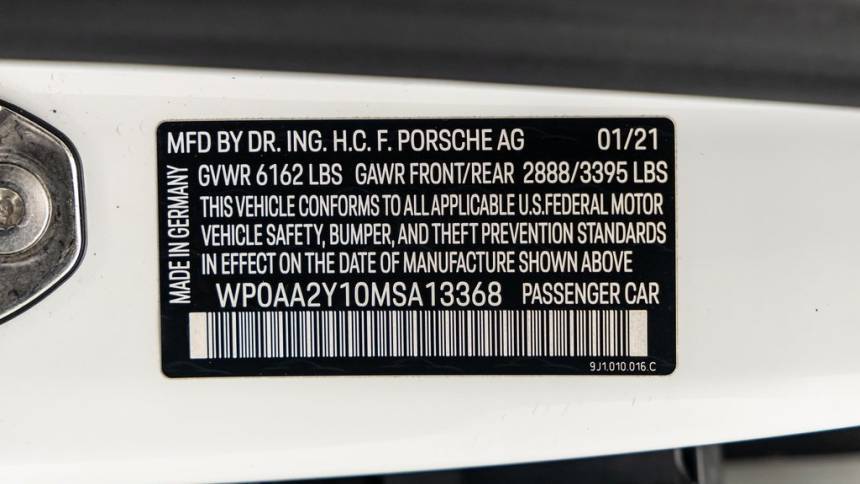 MFD BY DR. ING. H.C. F. PORSCHE AG 01/21
GVWR 6162 LBS GAWR FRONT/REAR 2888/3395 LBS
THIS VEHICLE CONFORMS TO ALL APPLICABLE U.S.FEDERAL MOTOR
VEHICLE SAFETY, BUMPER, AND THEFT PREVENTION STANDARDS
IN EFFECT ON THE DATE OF MANUFACTURE SHOWN ABOVE
MADE IN GERMANY
WP0AA2Y10MSA13368 PASSENGER CAR
9J1.010.016.C